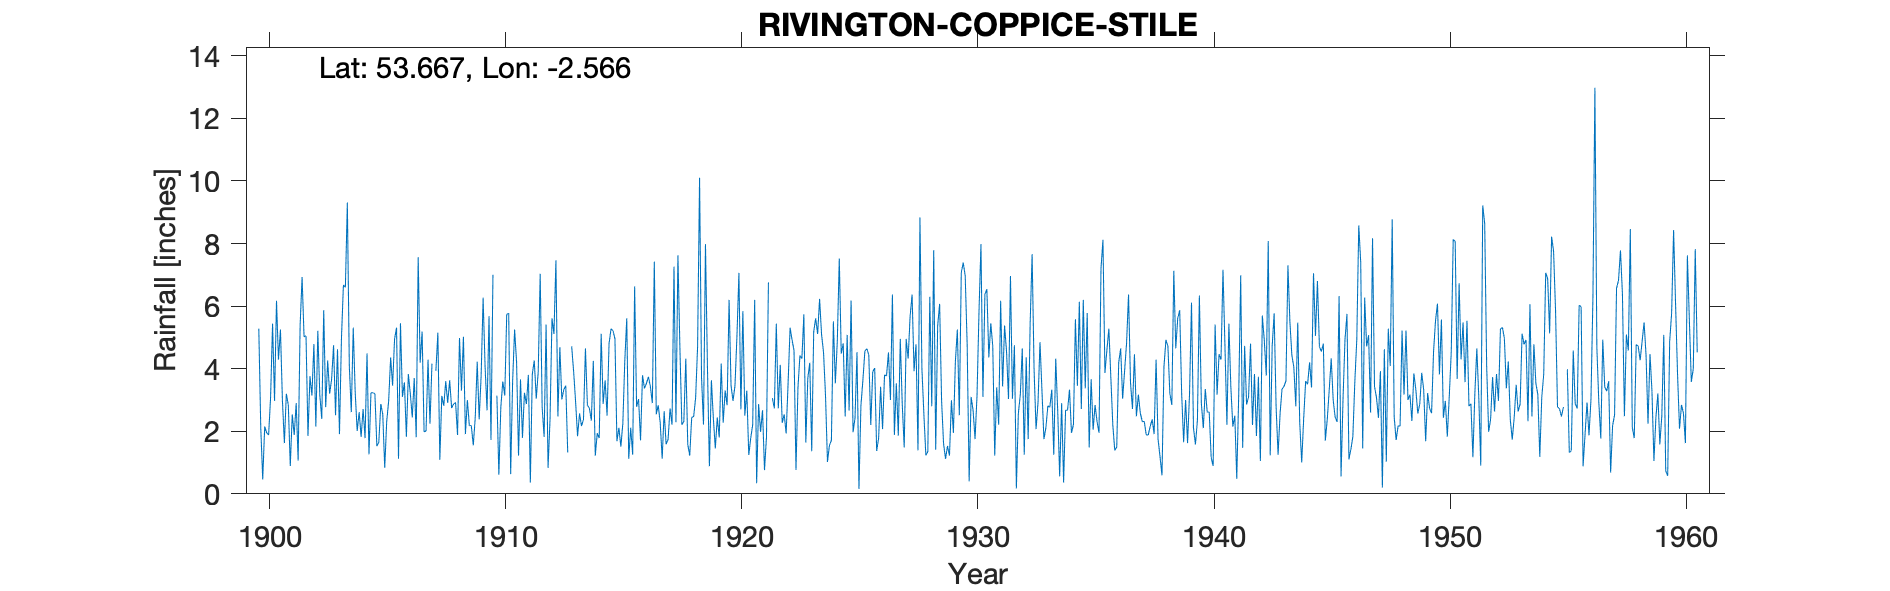 RIVINGTON-COPPICE-STILE
Lat: 53.667, Lon: -2.566
Rainfall [inches]
14
12
10
8
6
4
2
0
1900 1910 1920 1930 1940 1950 1960
Year